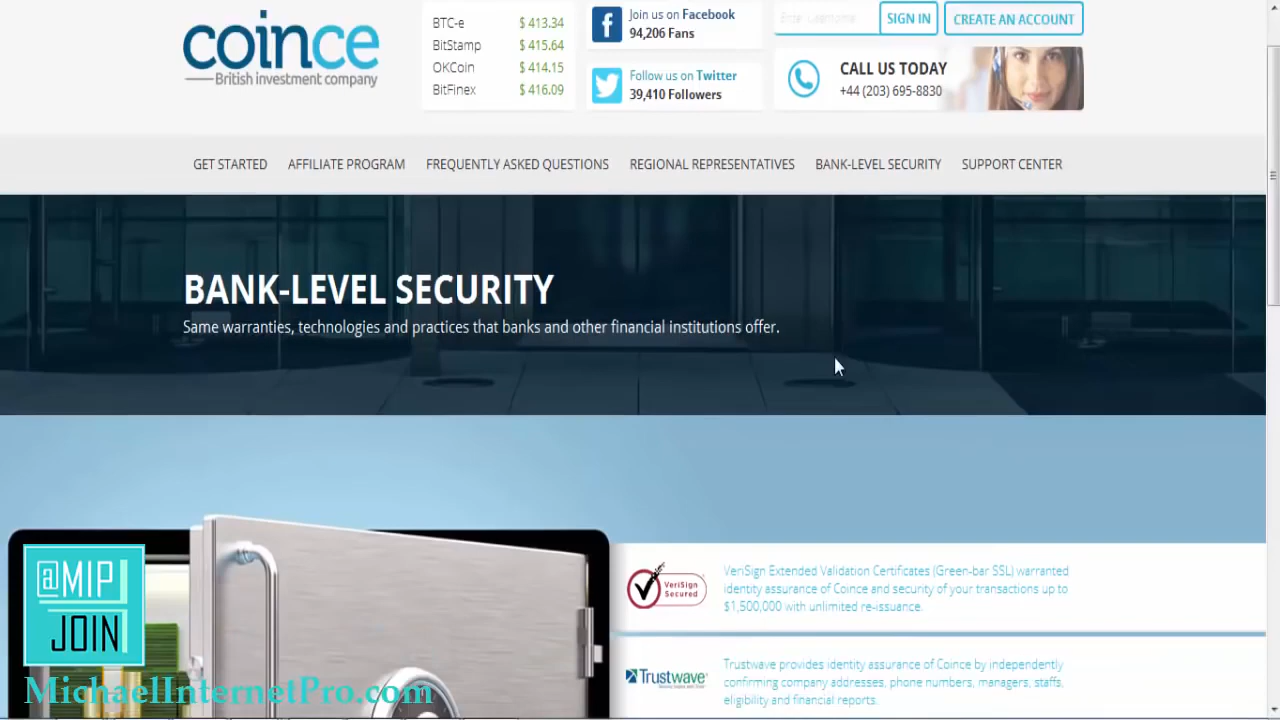 coince
British investment company
BTC-e $ 413.34
BitStamp $ 415.64
OKCoin $ 414.15
BitFinex $ 416.09
Join us on Facebook
94,206 Fans
Follow us on Twitter
39,410 Followers
Enter Username
SIGN IN
CREATE AN ACCOUNT
CALL US TODAY
+44 (203) 695-8830
GET STARTED AFFILIATE PROGRAM FREQUENTLY ASKED QUESTIONS REGIONAL REPRESENTATIVES BANK-LEVEL SECURITY SUPPORT CENTER
BANK-LEVEL SECURITY
Same warranties, technologies and practices that banks and other financial institutions offer.
VeriSign
Secured
VeriSign Extended Validation Certificates (Green-bar SSL) warranted
identity assurance of Coince and security of your transactions up to
$1,500,000 with unlimited re-issuance.
Trustwave
Trustwave provides identity assurance of Coince by independently
confirming company addresses, phone numbers, managers, staffs,
eligibility and financial reports.
@MIP
JOIN
MichaelInternetPro.com